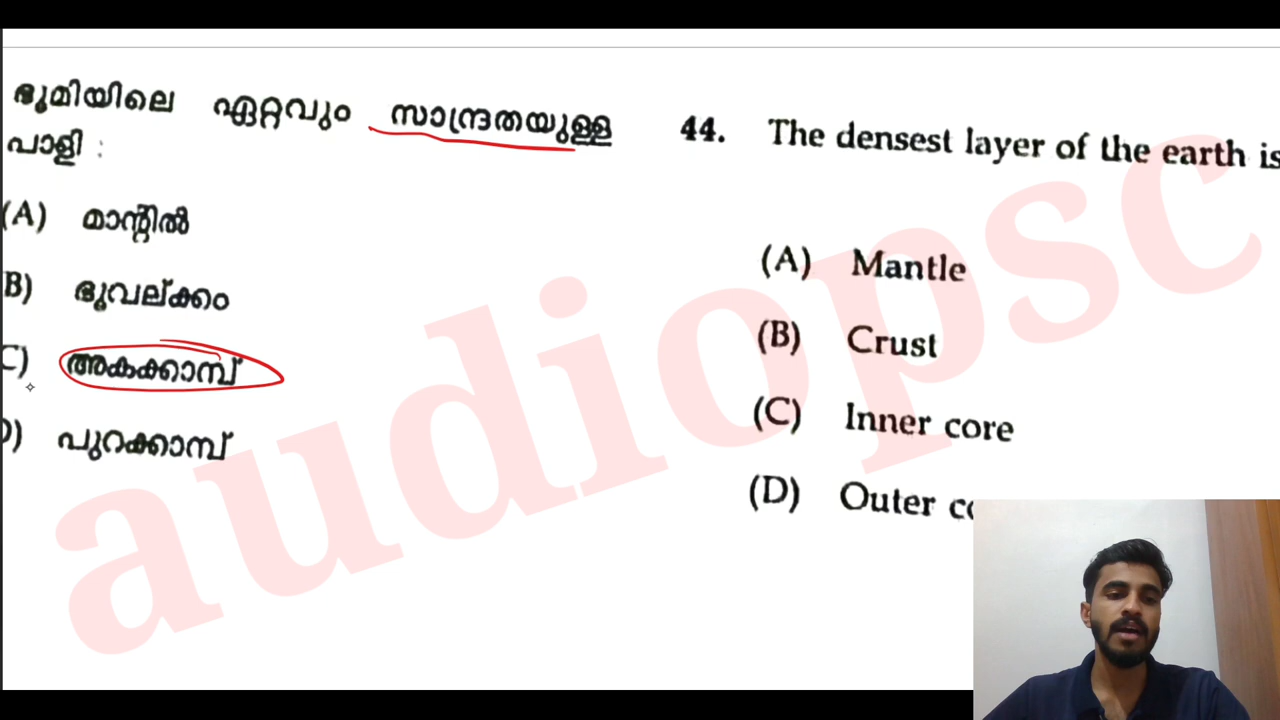 ഭൂമിയിലെ ഏറ്റവും സാന്ദ്രതയുള്ള
പാളി :
(A) മാന്റിൽ
B) ഭൂവല്ക്കം
C) അകക്കാമ്പ്
D) പുറക്കാമ്പ്
44. The densest layer of the earth is
(A) Mantle
(B) Crust
(C) Inner core
(D) Outer
audiopsc